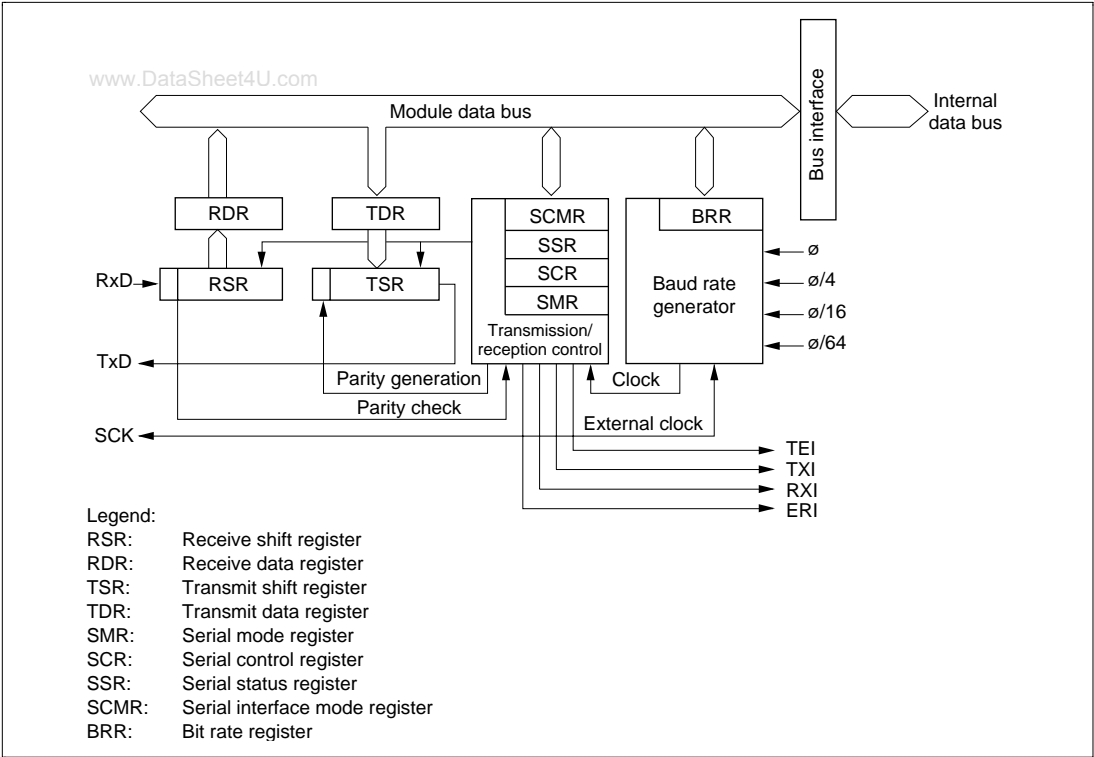 www.DataSheet4U.com
Module data bus
Bus interface
Internal
data bus
RDR
TDR
SCMR
BRR
SSR
SCR
SMR
Transmission/
reception control
Baud rate
generator
ø
ø/4
ø/16
ø/64
RxD
RSR
TSR
TxD
Parity generation
Clock
Parity check
External clock
SCK
TEI
TXI
RXI
ERI
Legend:
RSR: Receive shift register
RDR: Receive data register
TSR: Transmit shift register
TDR: Transmit data register
SMR: Serial mode register
SCR: Serial control register
SSR: Serial status register
SCMR: Serial interface mode register
BRR: Bit rate register